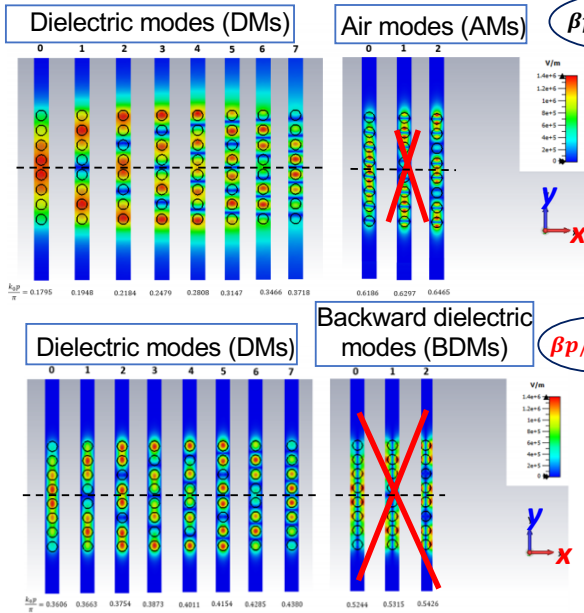 Dielectric modes (DMs)
Air modes (AMs)
0 1 2 3 4 5 6 7
0 1 2
V/m
1.4e+6
1.2e+6
1e+6
8e+5
6e+5
4e+5
2e+5
0
y
x
k₀p/π = 0.1795 0.1948 0.2184 0.2479 0.2808 0.3147 0.3466 0.3718
0.6186 0.6297 0.6465
Dielectric modes (DMs)
Backward dielectric
modes (BDMs)
βp/
0 1 2 3 4 5 6 7
0 1 2
V/m
1.4e+6
1.2e+6
1e+6
8e+5
6e+5
4e+5
2e+5
0
y
x
k₀p/π = 0.3606 0.3663 0.3754 0.3873 0.4011 0.4154 0.4285 0.4380
0.5244 0.5315 0.5426